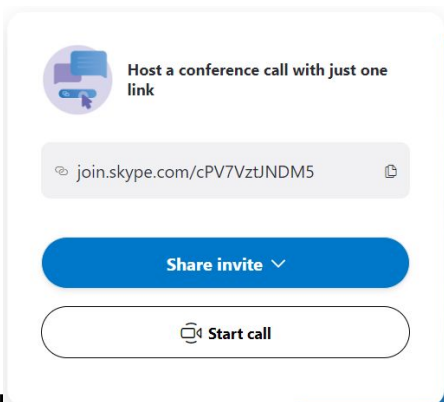 Host a conference call with just one
link
join.skype.com/cPV7VztJNDM5
Share invite
Start call